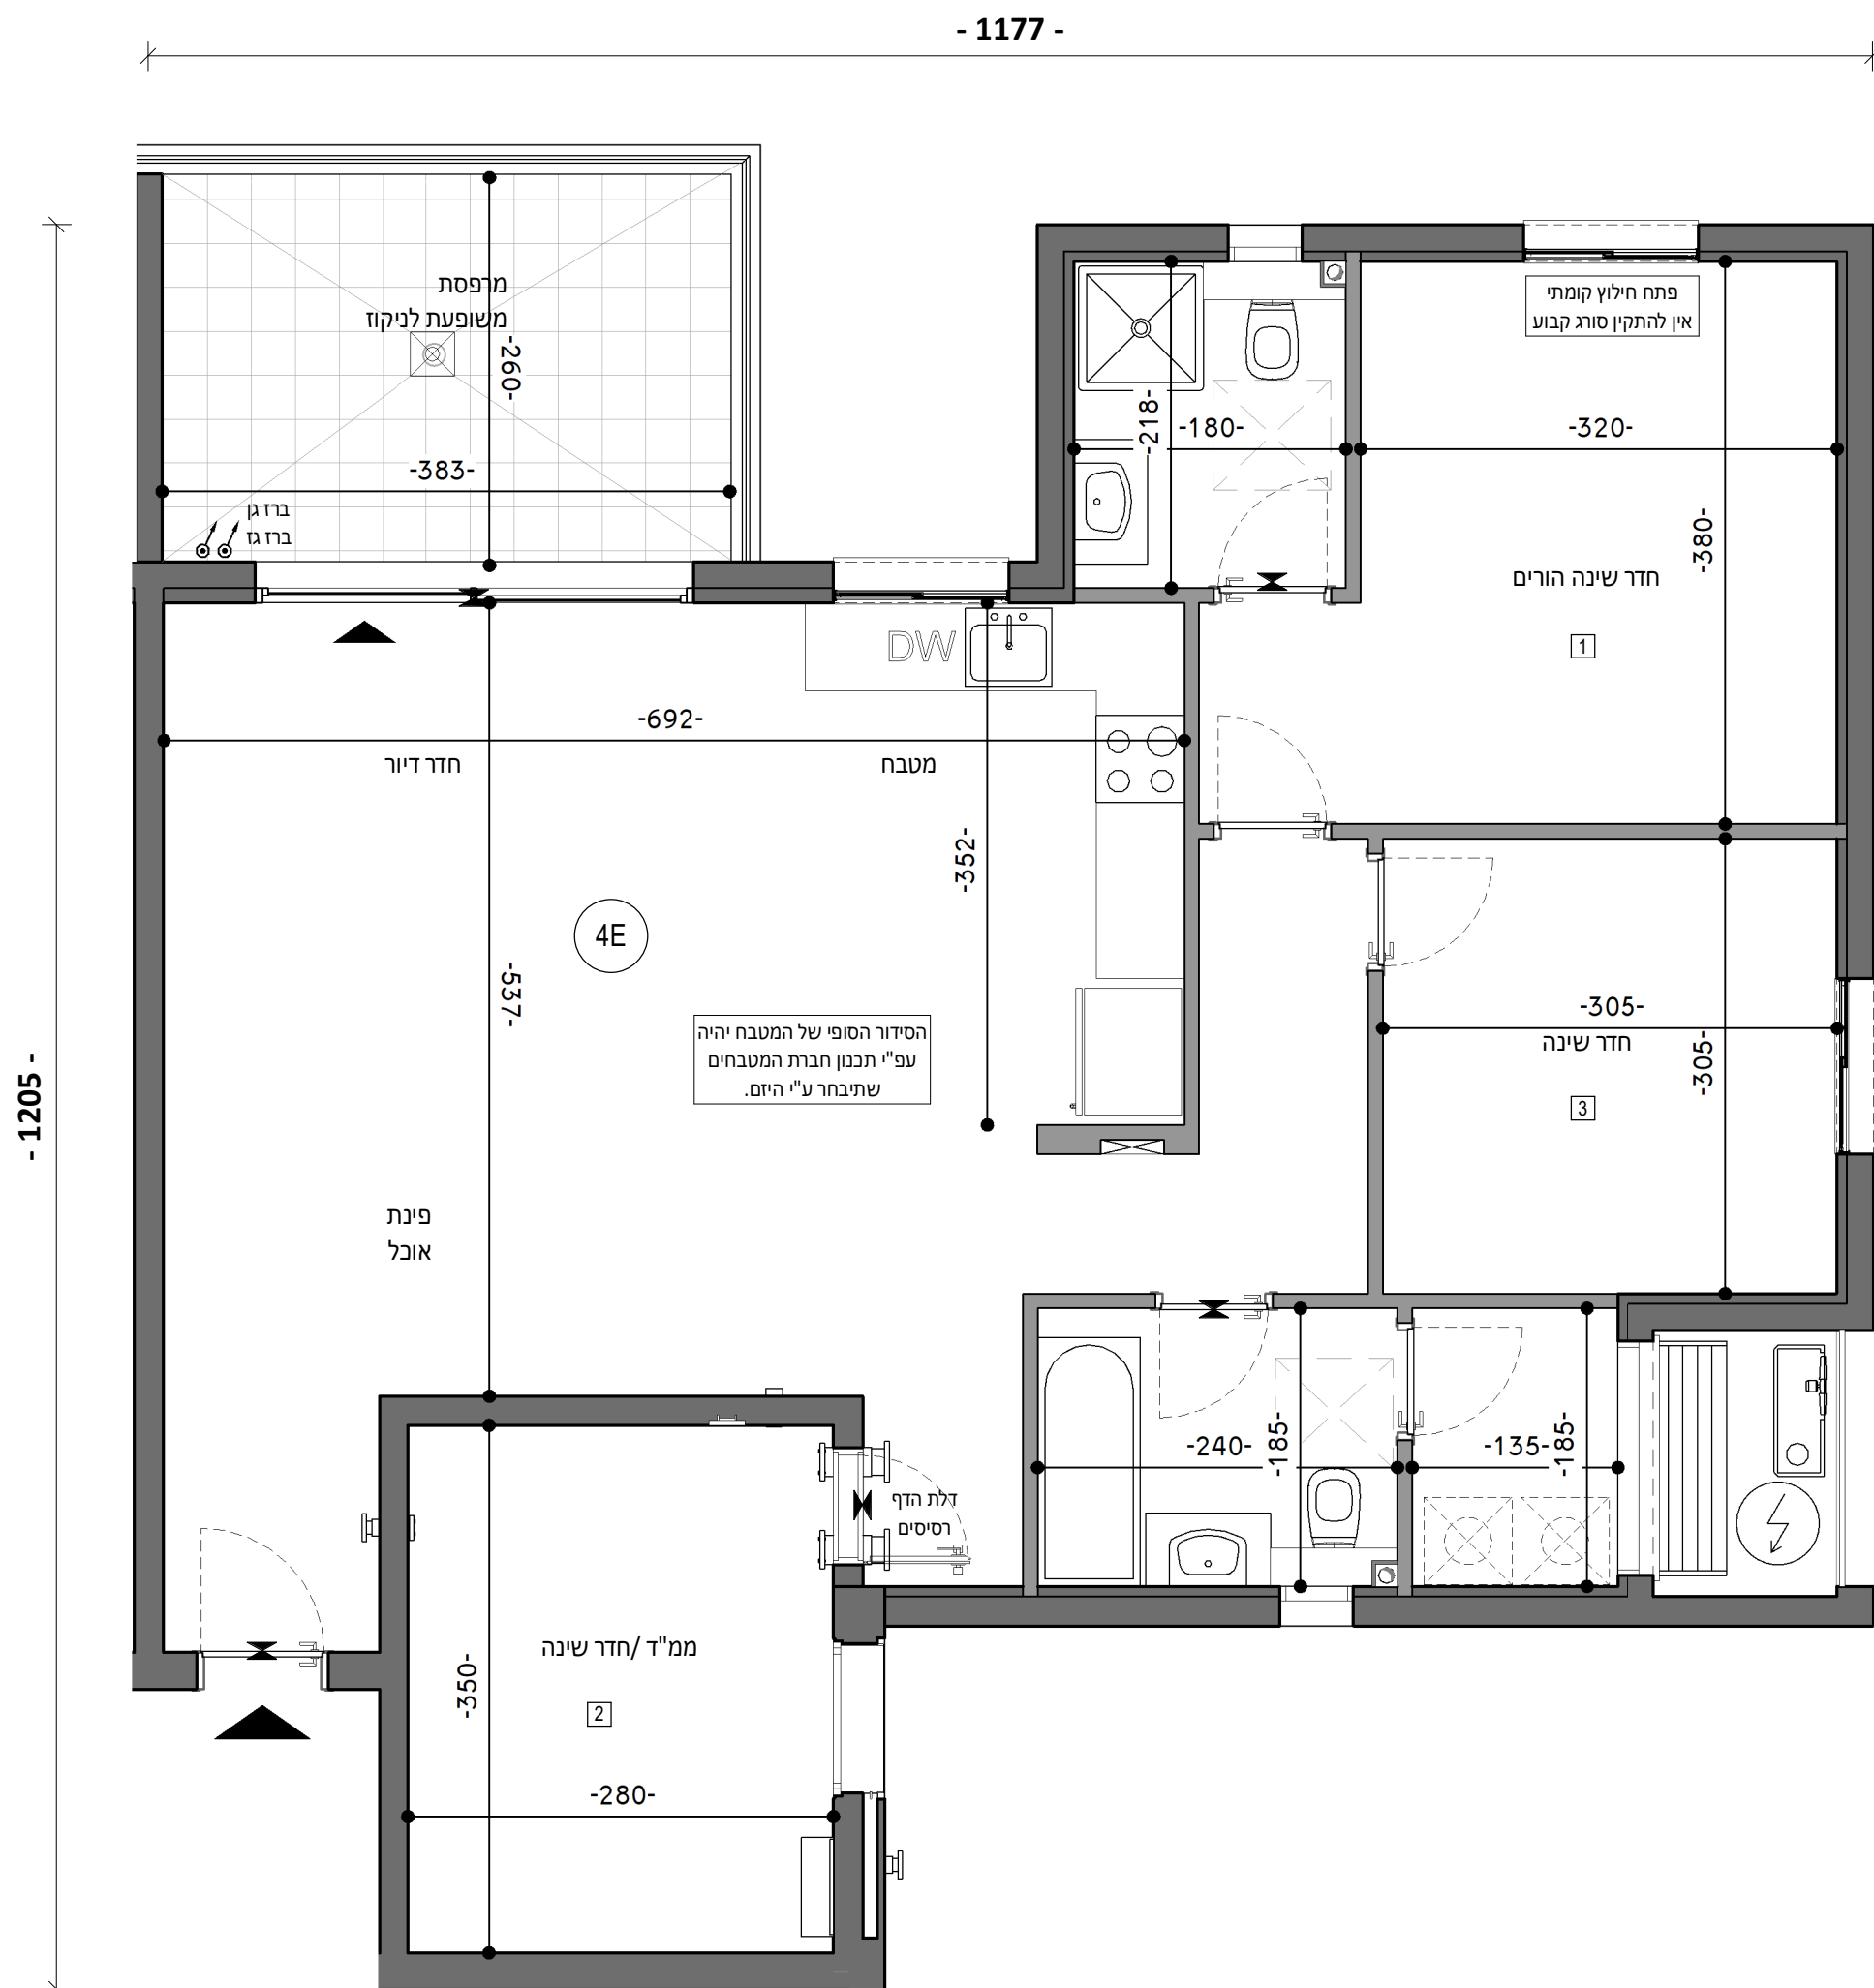 - 1177 -
מרפסת
משופעת לניקוז
-260-
-383-
ברז גן
ברז גז
פתח חילוץ קומתי
אין להתקין סורג קבוע
-218-
-180-
-320-
-380-
חדר שינה הורים
1
DW
-692-
חדר דיור
מטבח
-352-
4E
-537-
הסידור הסופי של המטבח יהיה
עפ"י תכנון חברת המטבחים
שתיבחר ע"י היזם.
-305-
חדר שינה
-305-
3
- 1205 -
פינת
אוכל
-240-
-185-
-135-
-185-
דלת הדף
רסיסים
ממ"ד /חדר שינה
-350-
2
-280-